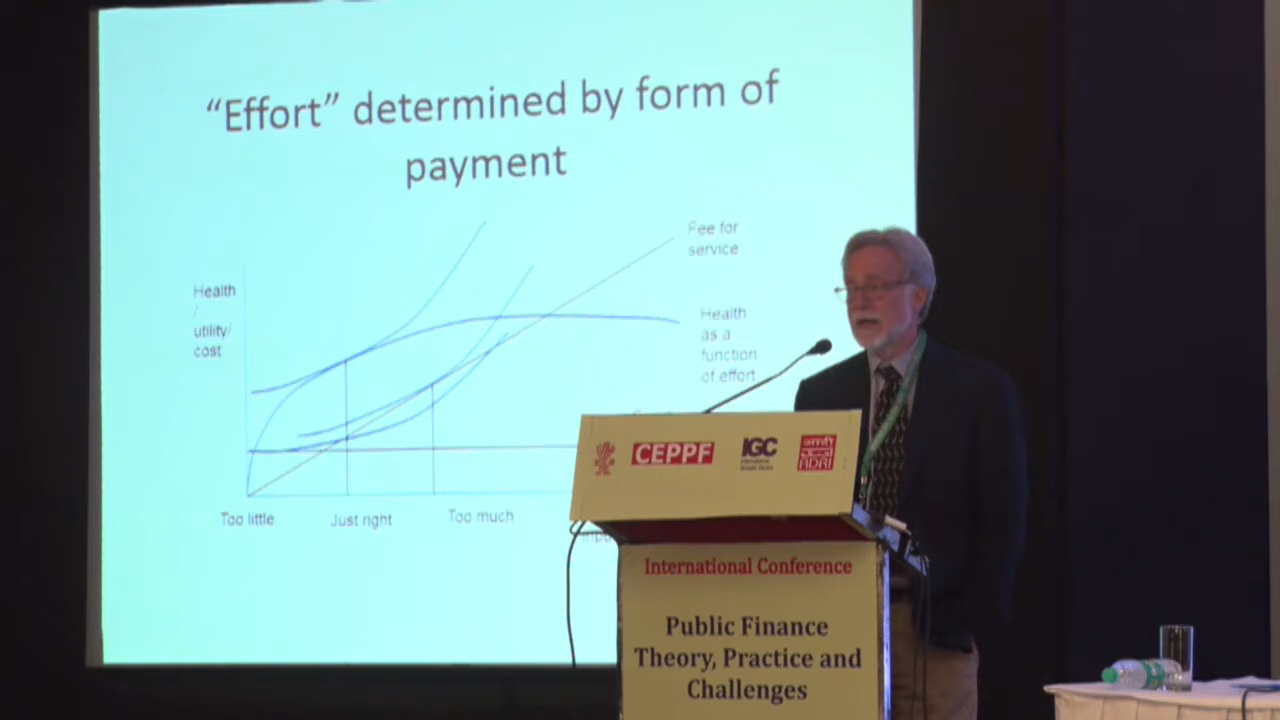 “Effort” determined by form of
payment
Fee for
service
Health
/
utility/
cost
Health
as a
function
of effort
Too little
Just right
Too much
CEPPF
IGC
International Conference
Public Finance
Theory, Practice and
Challenges